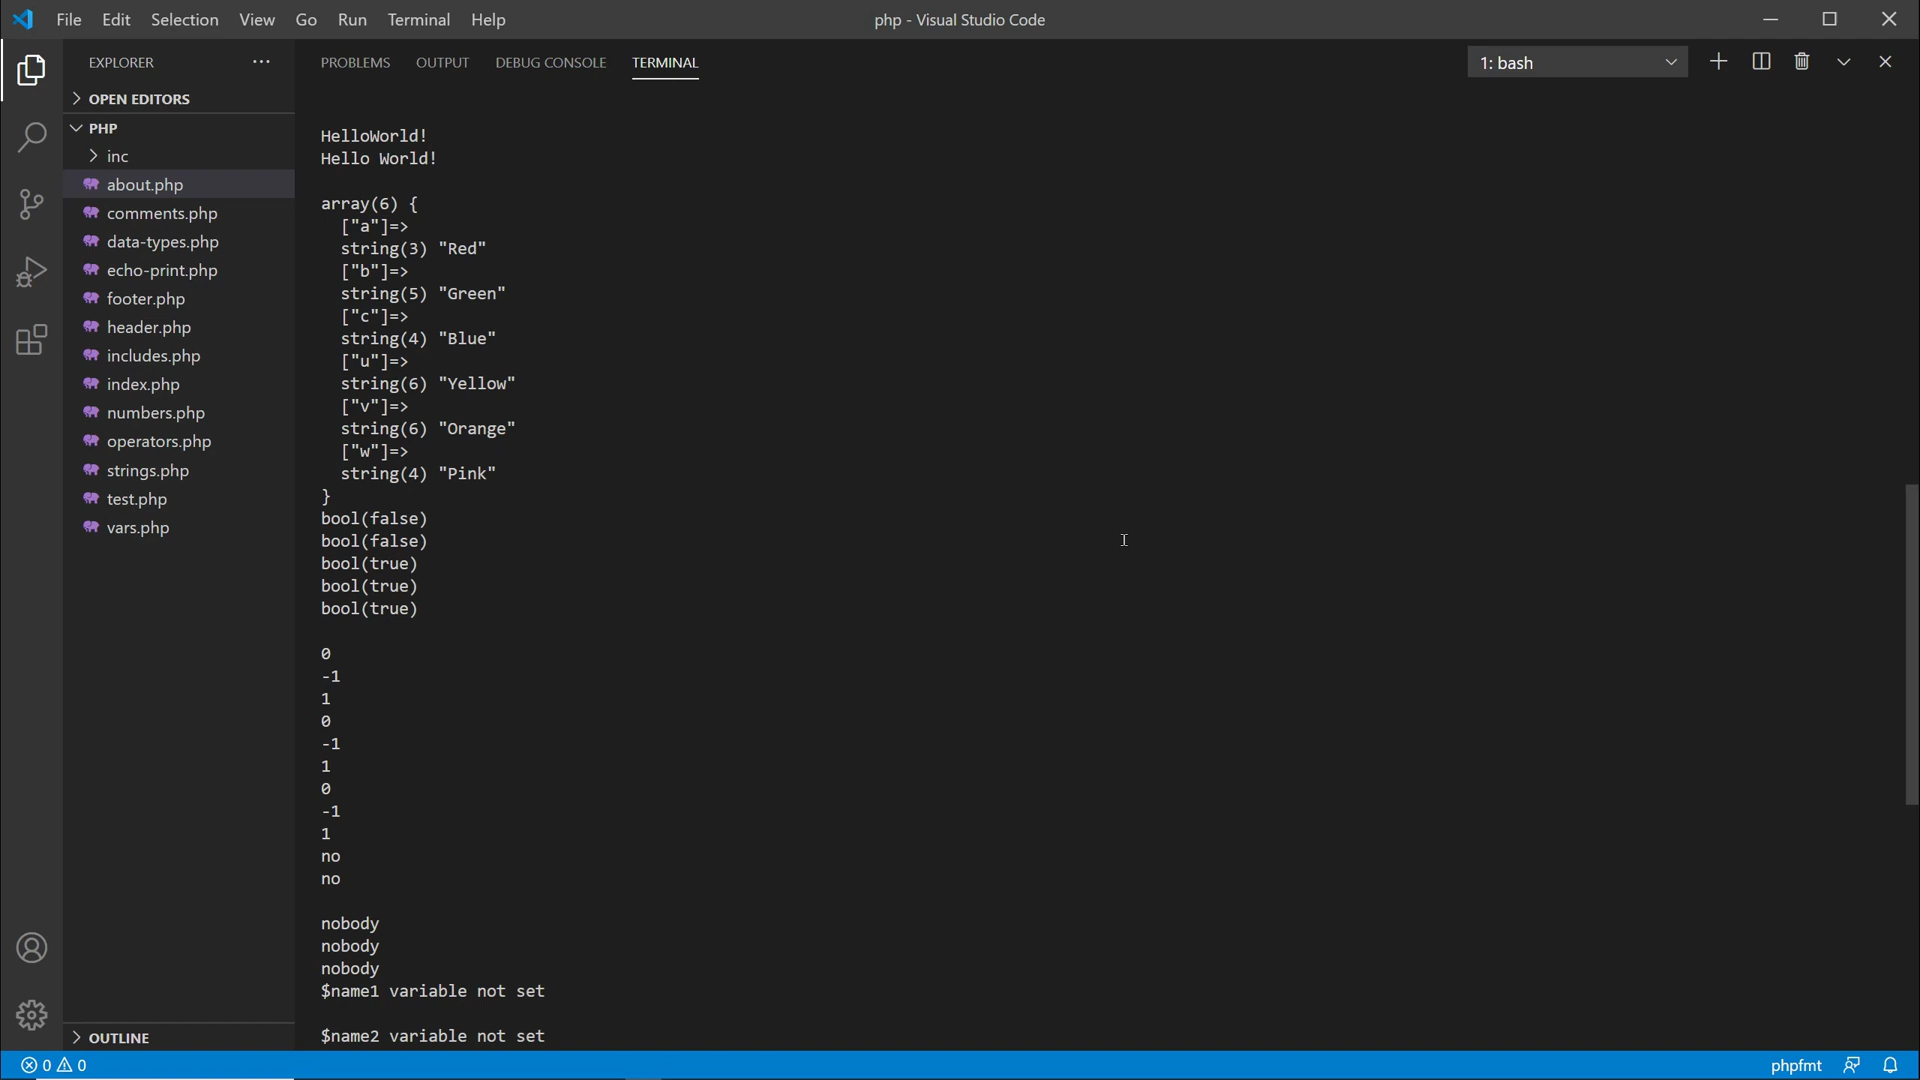 File Edit Selection View Go Run Terminal Help
php - Visual Studio Code
EXPLORER
PROBLEMS OUTPUT DEBUG CONSOLE TERMINAL
1: bash
OPEN EDITORS
PHP
inc
about.php
comments.php
data-types.php
echo-print.php
footer.php
header.php
includes.php
index.php
numbers.php
operators.php
strings.php
test.php
vars.php
OUTLINE
HelloWorld!
Hello World!
array(6) {
["a"]=>
string(3) "Red"
["b"]=>
string(5) "Green"
["c"]=>
string(4) "Blue"
["u"]=>
string(6) "Yellow"
["v"]=>
string(6) "Orange"
["w"]=>
string(4) "Pink"
}
bool(false)
bool(false)
bool(true)
bool(true)
bool(true)
0
-1
1
0
-1
1
0
-1
1
no
no
nobody
nobody
nobody
$name1 variable not set
$name2 variable not set
0 0
phpfmt